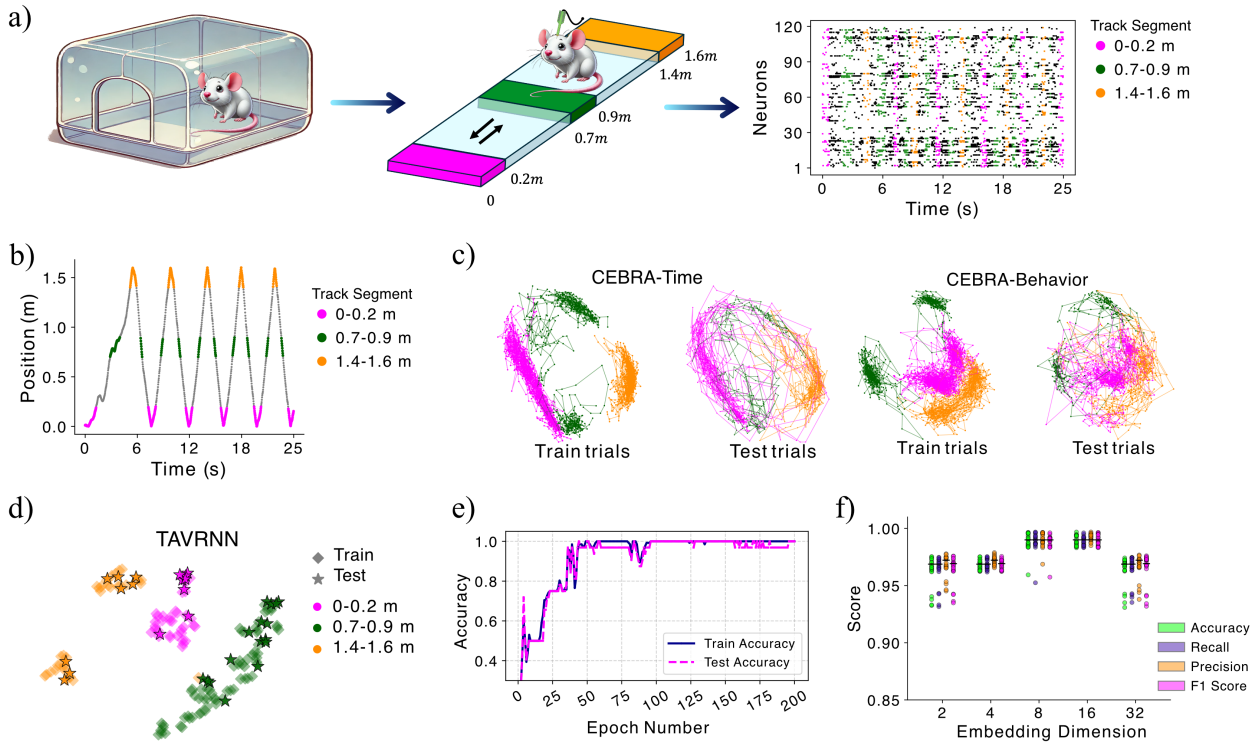 a)
0
0.2m
0.7m
0.9m
1.4m
1.6m
Neurons
120
90
60
30
1
0
6
12
18
25
Time (s)
Track Segment
0-0.2 m
0.7-0.9 m
1.4-1.6 m
b)
Position (m)
1.5
1.0
0.5
0.0
0
6
12
18
25
Time (s)
Track Segment
0-0.2 m
0.7-0.9 m
1.4-1.6 m
c)
CEBRA-Time
CEBRA-Behavior
Train trials
Test trials
Train trials
Test trials
d)
TAVRNN
Train
Test
0-0.2 m
0.7-0.9 m
1.4-1.6 m
e)
Accuracy
1.0
0.8
0.6
0.4
0
25
50
75
100
125
150
175
200
Epoch Number
Train Accuracy
Test Accuracy
f)
Score
1.00
0.95
0.90
0.85
2
4
8
16
32
Embedding Dimension
Accuracy
Recall
Precision
F1 Score